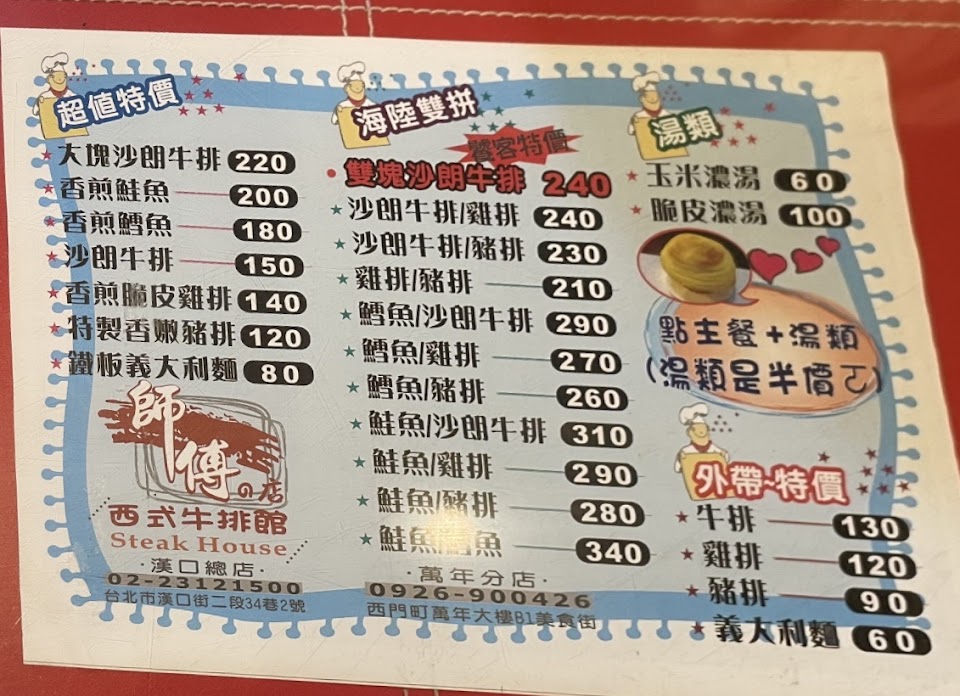 超值特價
大塊沙朗牛排 220
香煎鮭魚 200
香煎鱈魚 180
沙朗牛排 150
香煎脆皮雞排 140
特製香嫩豬排 120
鐵板義大利麵 80
師傅の店
西式牛排館
Steak House
·漢口總店·
02-23121500
台北市漢口街二段34巷2號
海陸雙拼
饕客特價
雙塊沙朗牛排 240
沙朗牛排/雞排 240
沙朗牛排/豬排 230
雞排/豬排 210
鱈魚/沙朗牛排 290
鱈魚/雞排 270
鱈魚/豬排 260
鮭魚/沙朗牛排 310
鮭魚/雞排 290
鮭魚/豬排 280
鮭魚/鱈魚 340
·萬年分店·
0926-900426
西門町萬年大樓B1美食街
湯類
玉米濃湯 60
脆皮濃湯 100
點主餐+湯類
(湯類是半價ㄛ)
外帶~特價
牛排 130
雞排 120
豬排 90
義大利麵 60